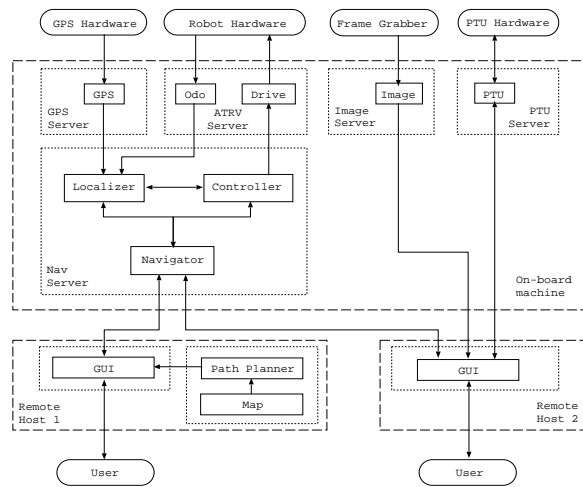 GPS Hardware
Robot Hardware
Frame Grabber
PTU Hardware
GPS
Odo
Drive
Image
PTU
GPS
Server
ATRV
Server
Image
Server
PTU
Server
Localizer
Controller
Navigator
Nav
Server
On-board
machine
GUI
Path Planner
Map
GUI
Remote
Host 1
Remote
Host 2
User
User